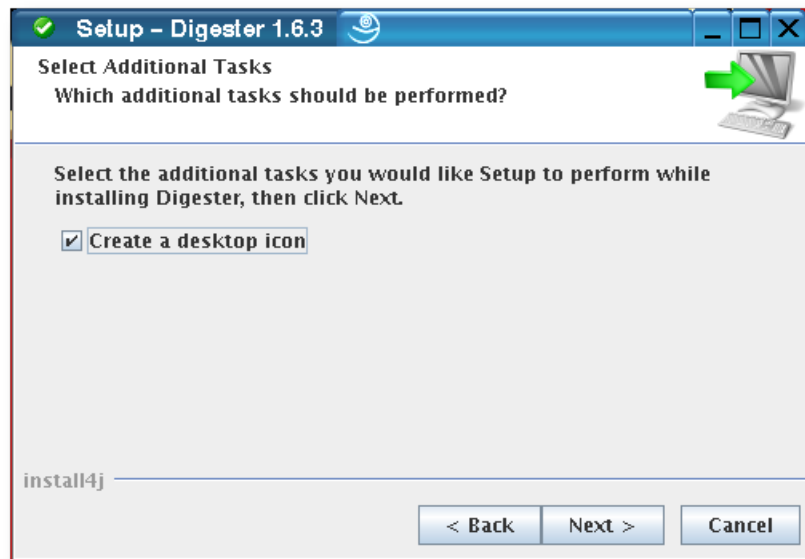 Setup – Digester 1.6.3
Select Additional Tasks
Which additional tasks should be performed?
Select the additional tasks you would like Setup to perform while
installing Digester, then click Next.
Create a desktop icon
install4j
< Back Next > Cancel